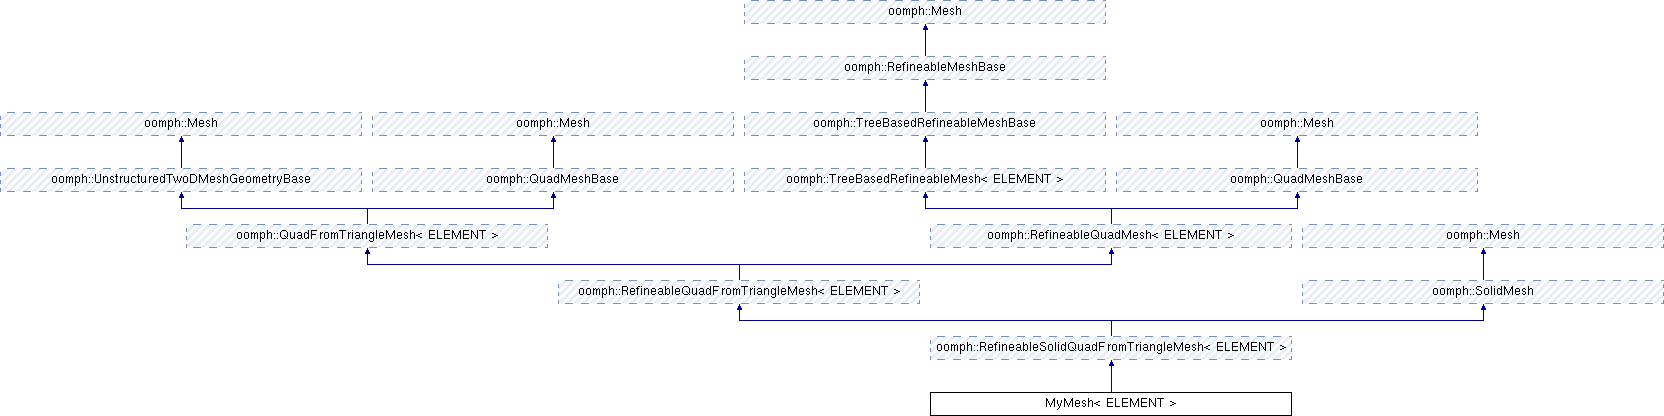 oomph::Mesh
oomph::RefineableMeshBase
oomph::Mesh
oomph::Mesh
oomph::TreeBasedRefineableMeshBase
oomph::Mesh
oomph::UnstructuredTwoDMeshGeometryBase
oomph::QuadMeshBase
oomph::TreeBasedRefineableMesh< ELEMENT >
oomph::QuadMeshBase
oomph::QuadFromTriangleMesh< ELEMENT >
oomph::RefineableQuadMesh< ELEMENT >
oomph::Mesh
oomph::RefineableQuadFromTriangleMesh< ELEMENT >
oomph::SolidMesh
oomph::RefineableSolidQuadFromTriangleMesh< ELEMENT >
MyMesh< ELEMENT >